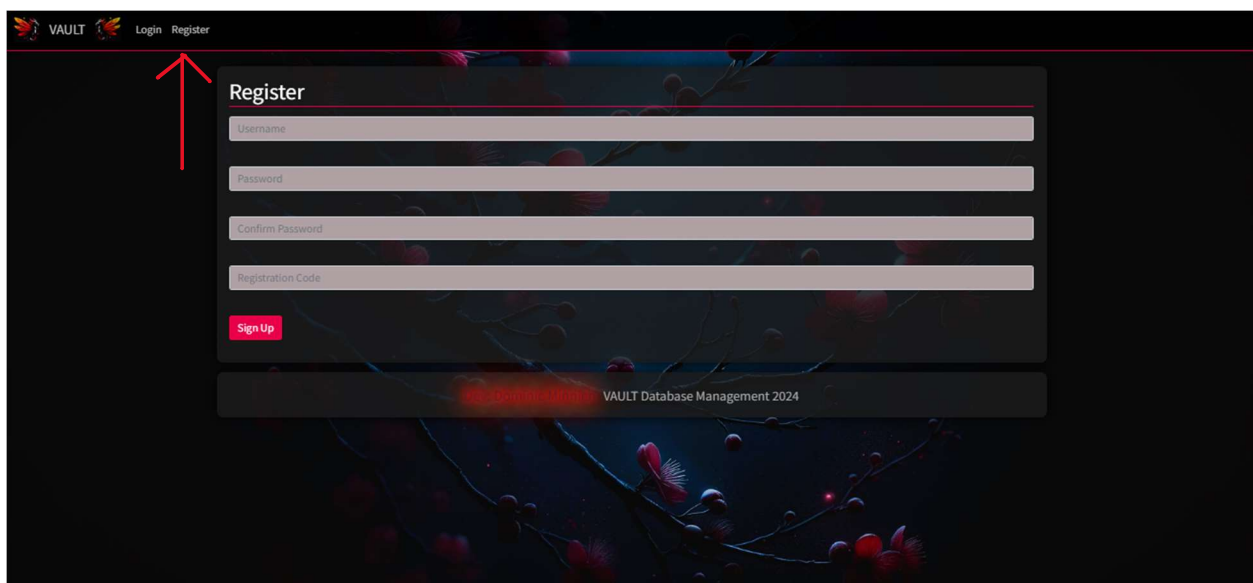 VAULT Login Register
Register
Username
Password
Confirm Password
Registration Code
Sign Up
VAULT Database Management 2024